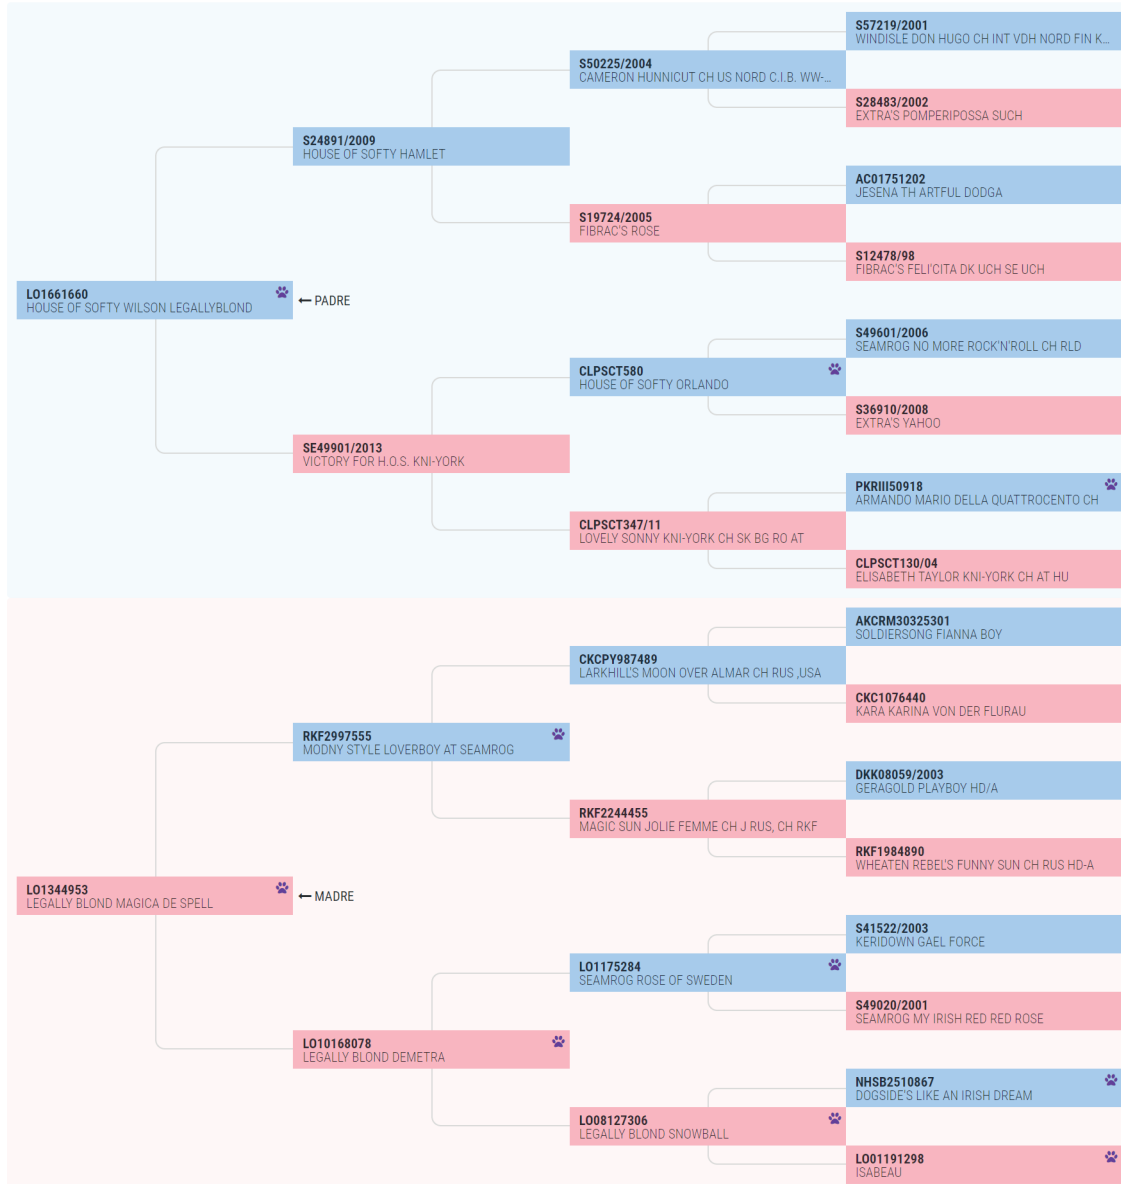 S57219/2001
WINDISLE DON HUGO CH INT VDH NORD FIN K...
S50225/2004
CAMERON HUNNICUT CH US NORD C.I.B. WW-...
S28483/2002
EXTRA'S POMPERIPOSSA SUCH
S24891/2009
HOUSE OF SOFTY HAMLET
AC01751202
JESENA TH ARTFUL DODGA
S19724/2005
FIBRAC'S ROSE
S12478/98
FIBRAC'S FELI'CITA DK UCH SE UCH
LO1661660
HOUSE OF SOFTY WILSON LEGALLYBLOND
← PADRE
S49601/2006
SEAMROG NO MORE ROCK'N'ROLL CH RLD
CLPSCT580
HOUSE OF SOFTY ORLANDO
S36910/2008
EXTRA'S YAHOO
SE49901/2013
VICTORY FOR H.O.S. KNI-YORK
PKRIII50918
ARMANDO MARIO DELLA QUATTROCENTO CH
CLPSCT347/11
LOVELY SONNY KNI-YORK CH SK BG RO AT
CLPSCT130/04
ELISABETH TAYLOR KNI-YORK CH AT HU
AKCRM30325301
SOLDIERSONG FIANNA BOY
CKCPY987489
LARKHILL'S MOON OVER ALMAR CH RUS ,USA
CKC1076440
KARA KARINA VON DER FLURAU
RKF2997555
MODNY STYLE LOVERBOY AT SEAMROG
DKK08059/2003
GERAGOLD PLAYBOY HD/A
RKF2244455
MAGIC SUN JOLIE FEMME CH J RUS, CH RKF
RKF1984890
WHEATEN REBEL'S FUNNY SUN CH RUS HD-A
LO1344953
LEGALLY BLOND MAGICA DE SPELL
← MADRE
S41522/2003
KERIDOWN GAEL FORCE
LO1175284
SEAMROG ROSE OF SWEDEN
S49020/2001
SEAMROG MY IRISH RED RED ROSE
LO10168078
LEGALLY BLOND DEMETRA
NHSB2510867
DOGSIDE'S LIKE AN IRISH DREAM
LO08127306
LEGALLY BLOND SNOWBALL
LO01191298
ISABEAU